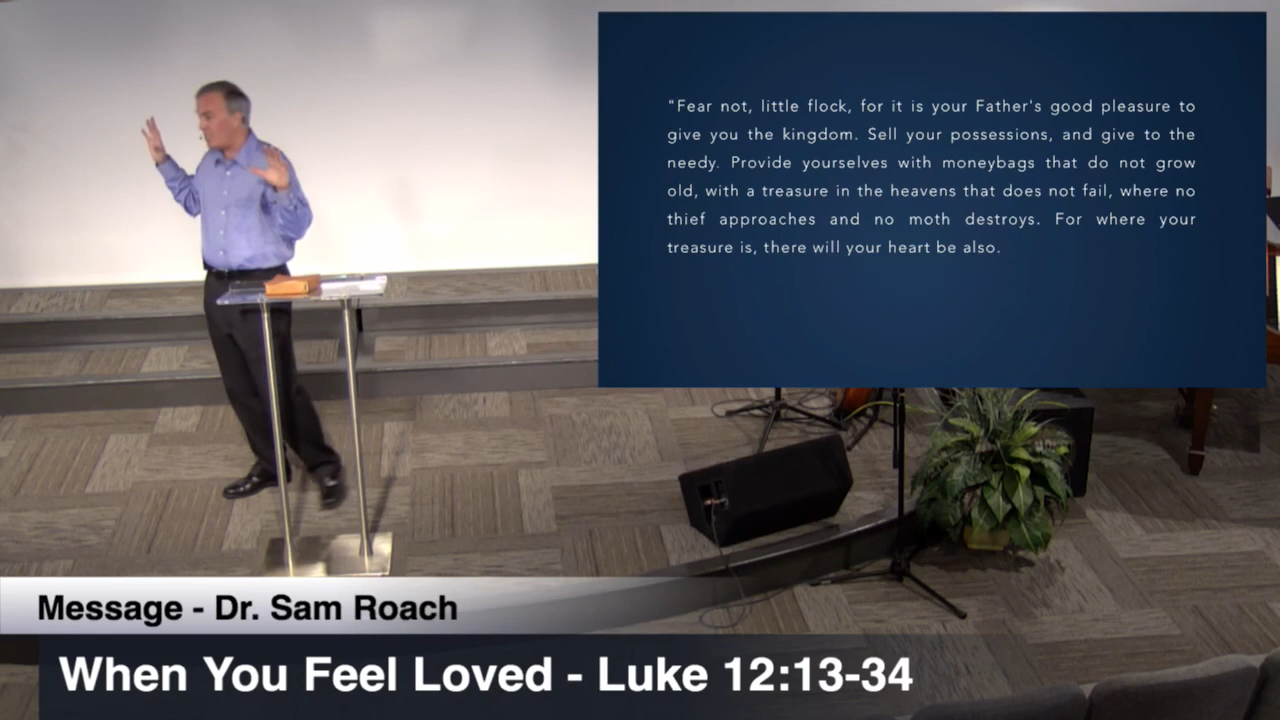 "Fear not, little flock, for it is your Father's good pleasure to
give you the kingdom. Sell your possessions, and give to the
needy. Provide yourselves with moneybags that do not grow
old, with a treasure in the heavens that does not fail, where no
thief approaches and no moth destroys. For where your
treasure is, there will your heart be also.
Message - Dr. Sam Roach
When You Feel Loved - Luke 12:13-34